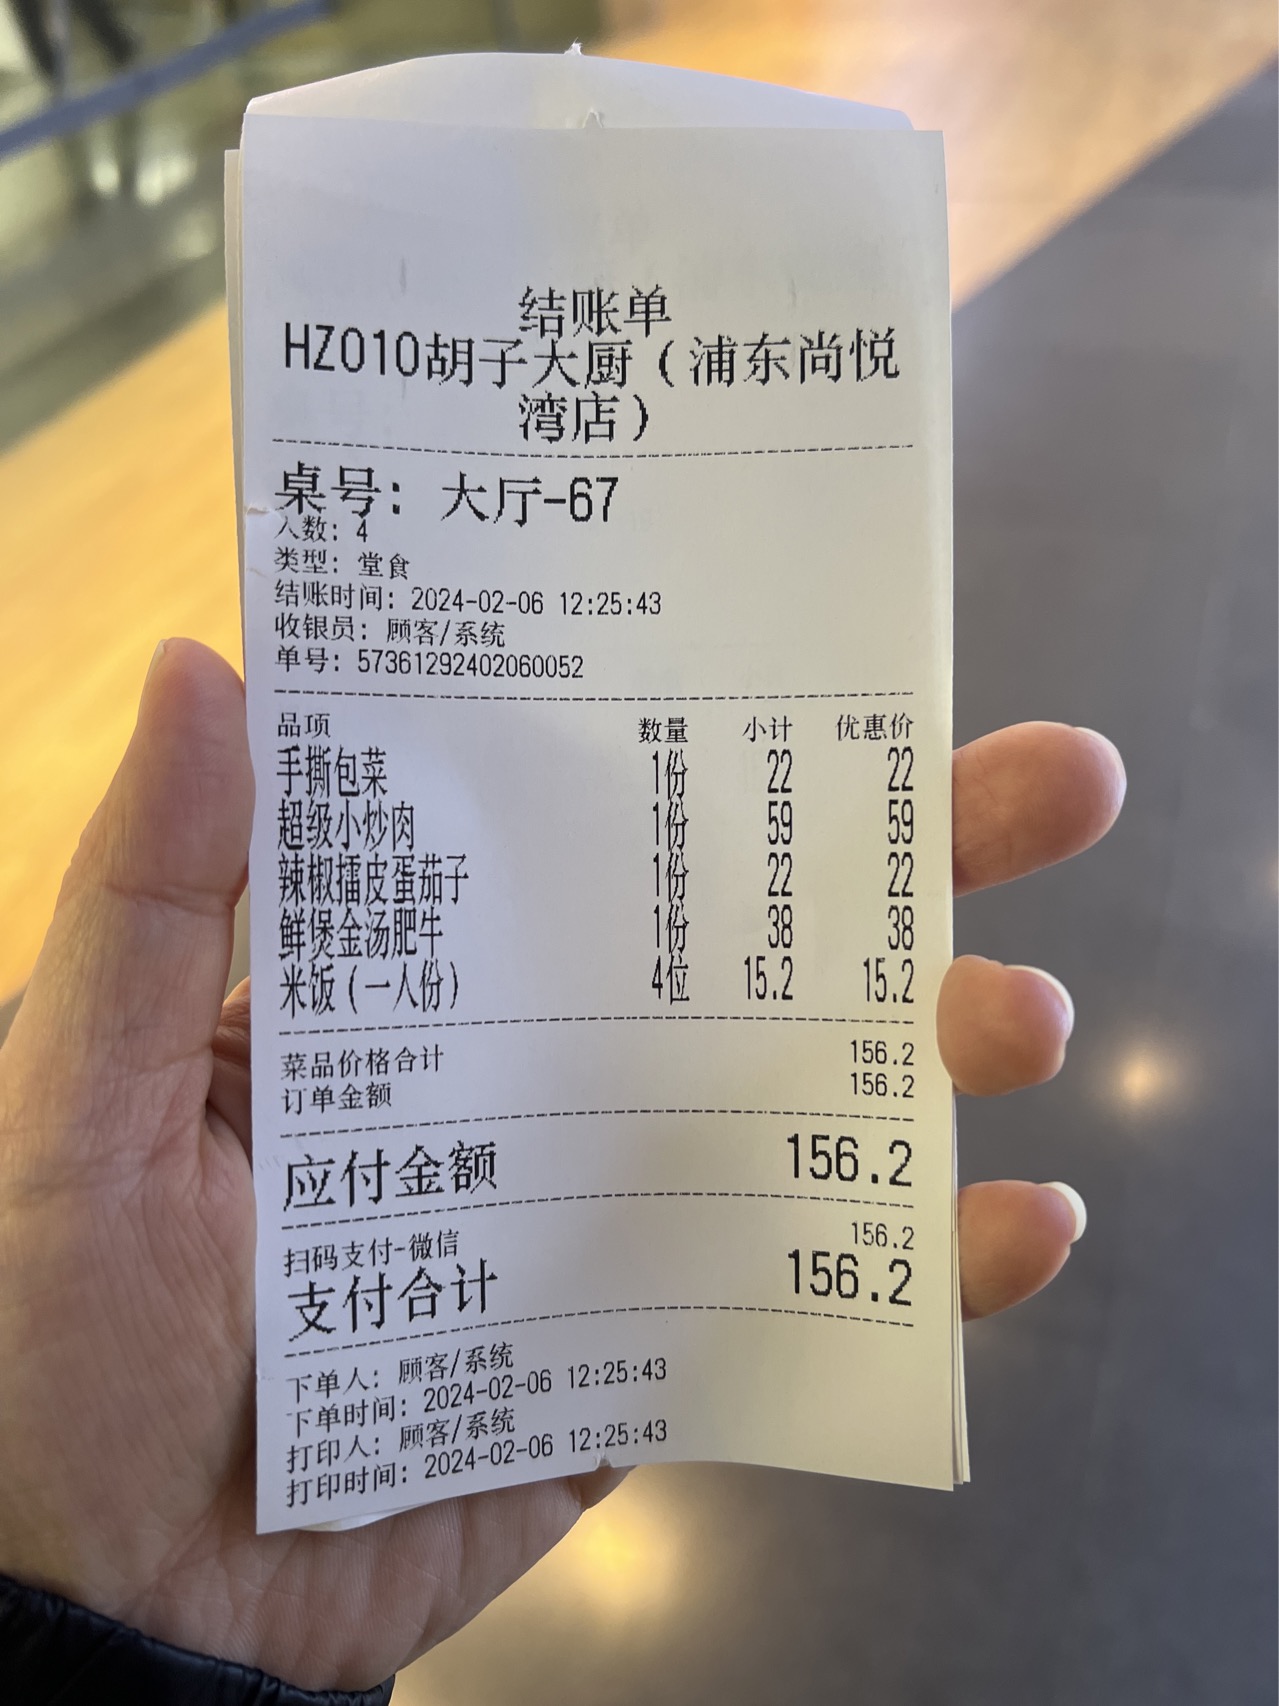 结账单
HZ010胡子大厨（浦东尚悦
湾店）
桌号：大厅-67
人数：4
类型：堂食
结账时间：2024-02-06 12:25:43
收银员：顾客/系统
单号：57361292402060052
品项 数量 小计 优惠价
手撕包菜 1份 22 22
超级小炒肉 1份 59 59
辣椒擂皮蛋茄子 1份 22 22
鲜煲金汤肥牛 1份 38 38
米饭（一人份） 4位 15.2 15.2
菜品价格合计 156.2
订单金额 156.2
应付金额 156.2
扫码支付-微信 156.2
支付合计 156.2
下单人：顾客/系统
下单时间：2024-02-06 12:25:43
打印人：顾客/系统
打印时间：2024-02-06 12:25:43